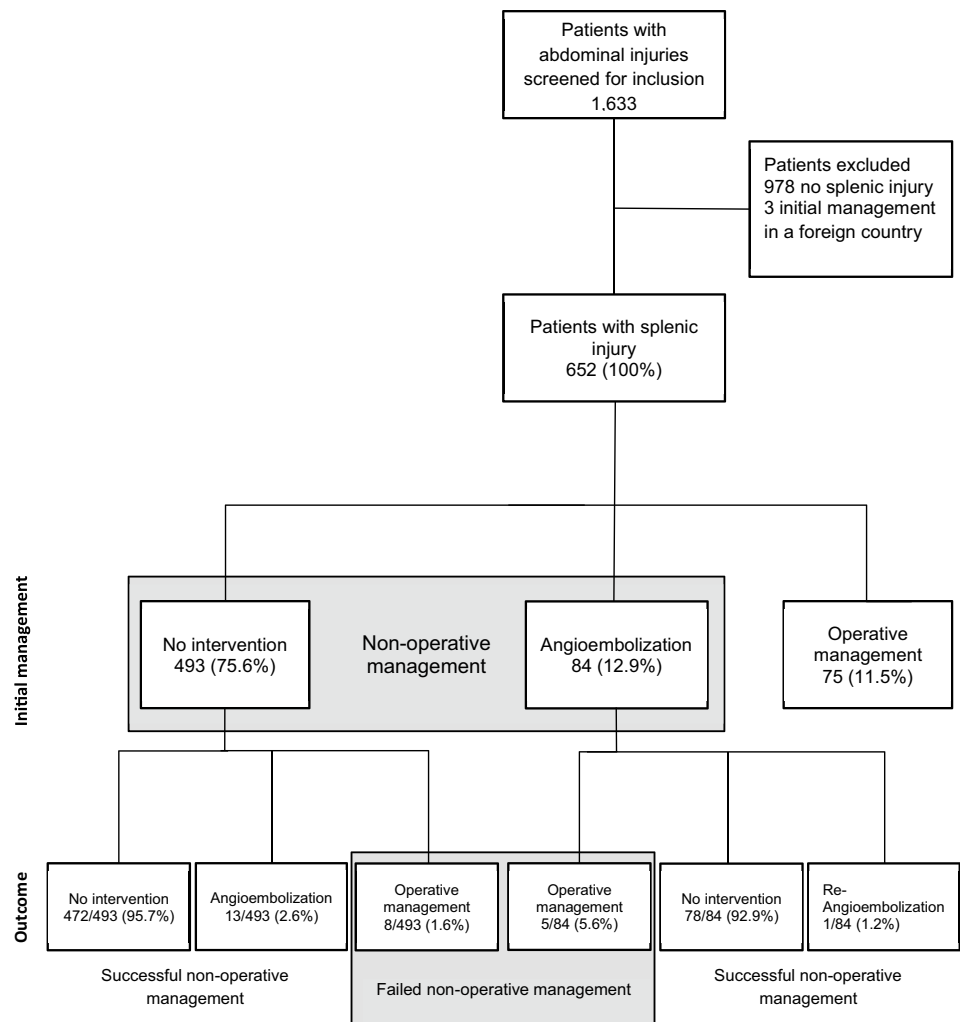 Patients with
abdominal injuries
screened for inclusion
1,633
Patients excluded
978 no splenic injury
3 initial management
in a foreign country
Patients with splenic
injury
652 (100%)
Initial management
No intervention
493 (75.6%)
Non-operative
management
Angioembolization
84 (12.9%)
Operative
management
75 (11.5%)
Outcome
No intervention
472/493 (95.7%)
Angioembolization
13/493 (2.6%)
Operative
management
8/493 (1.6%)
Operative
management
5/84 (5.6%)
No intervention
78/84 (92.9%)
Re-
Angioembolization
1/84 (1.2%)
Successful non-operative
management
Failed non-operative management
Successful non-operative
management